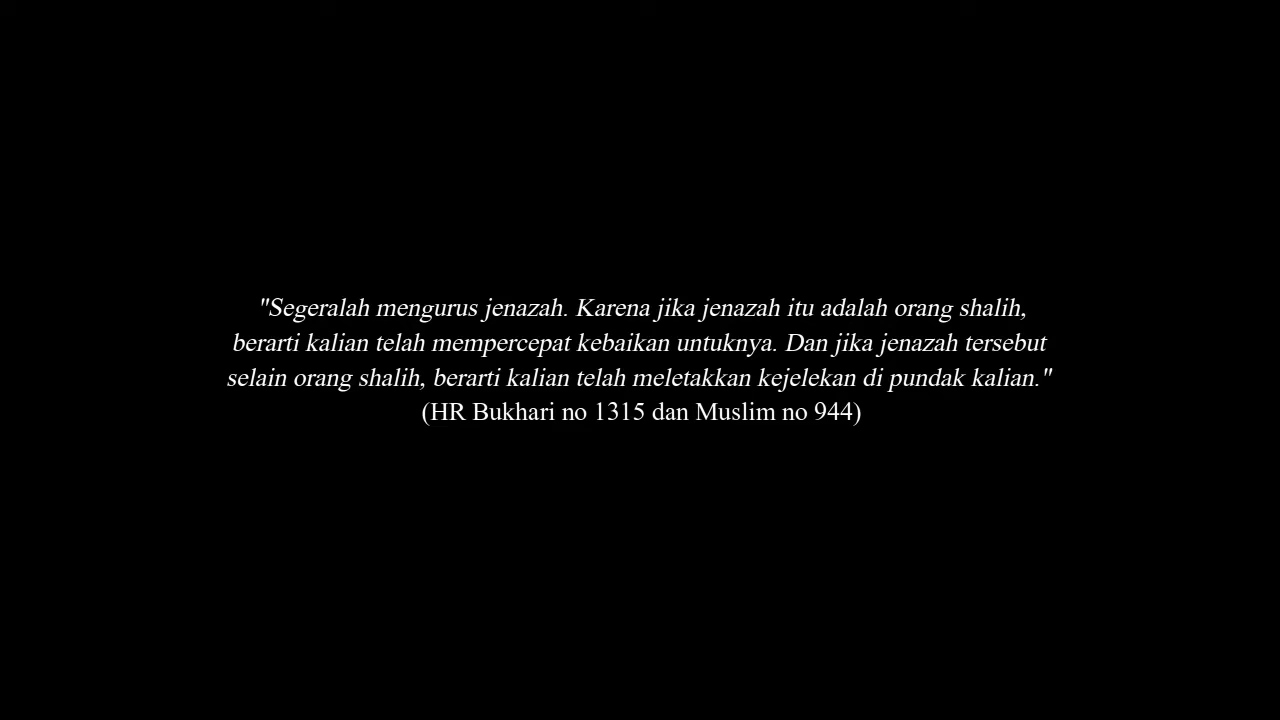 "Segeralah mengurus jenazah. Karena jika jenazah itu adalah orang shalih,
berarti kalian telah mempercepat kebaikan untuknya. Dan jika jenazah tersebut
selain orang shalih, berarti kalian telah meletakkan kejelekan di pundak kalian."
(HR Bukhari no 1315 dan Muslim no 944)